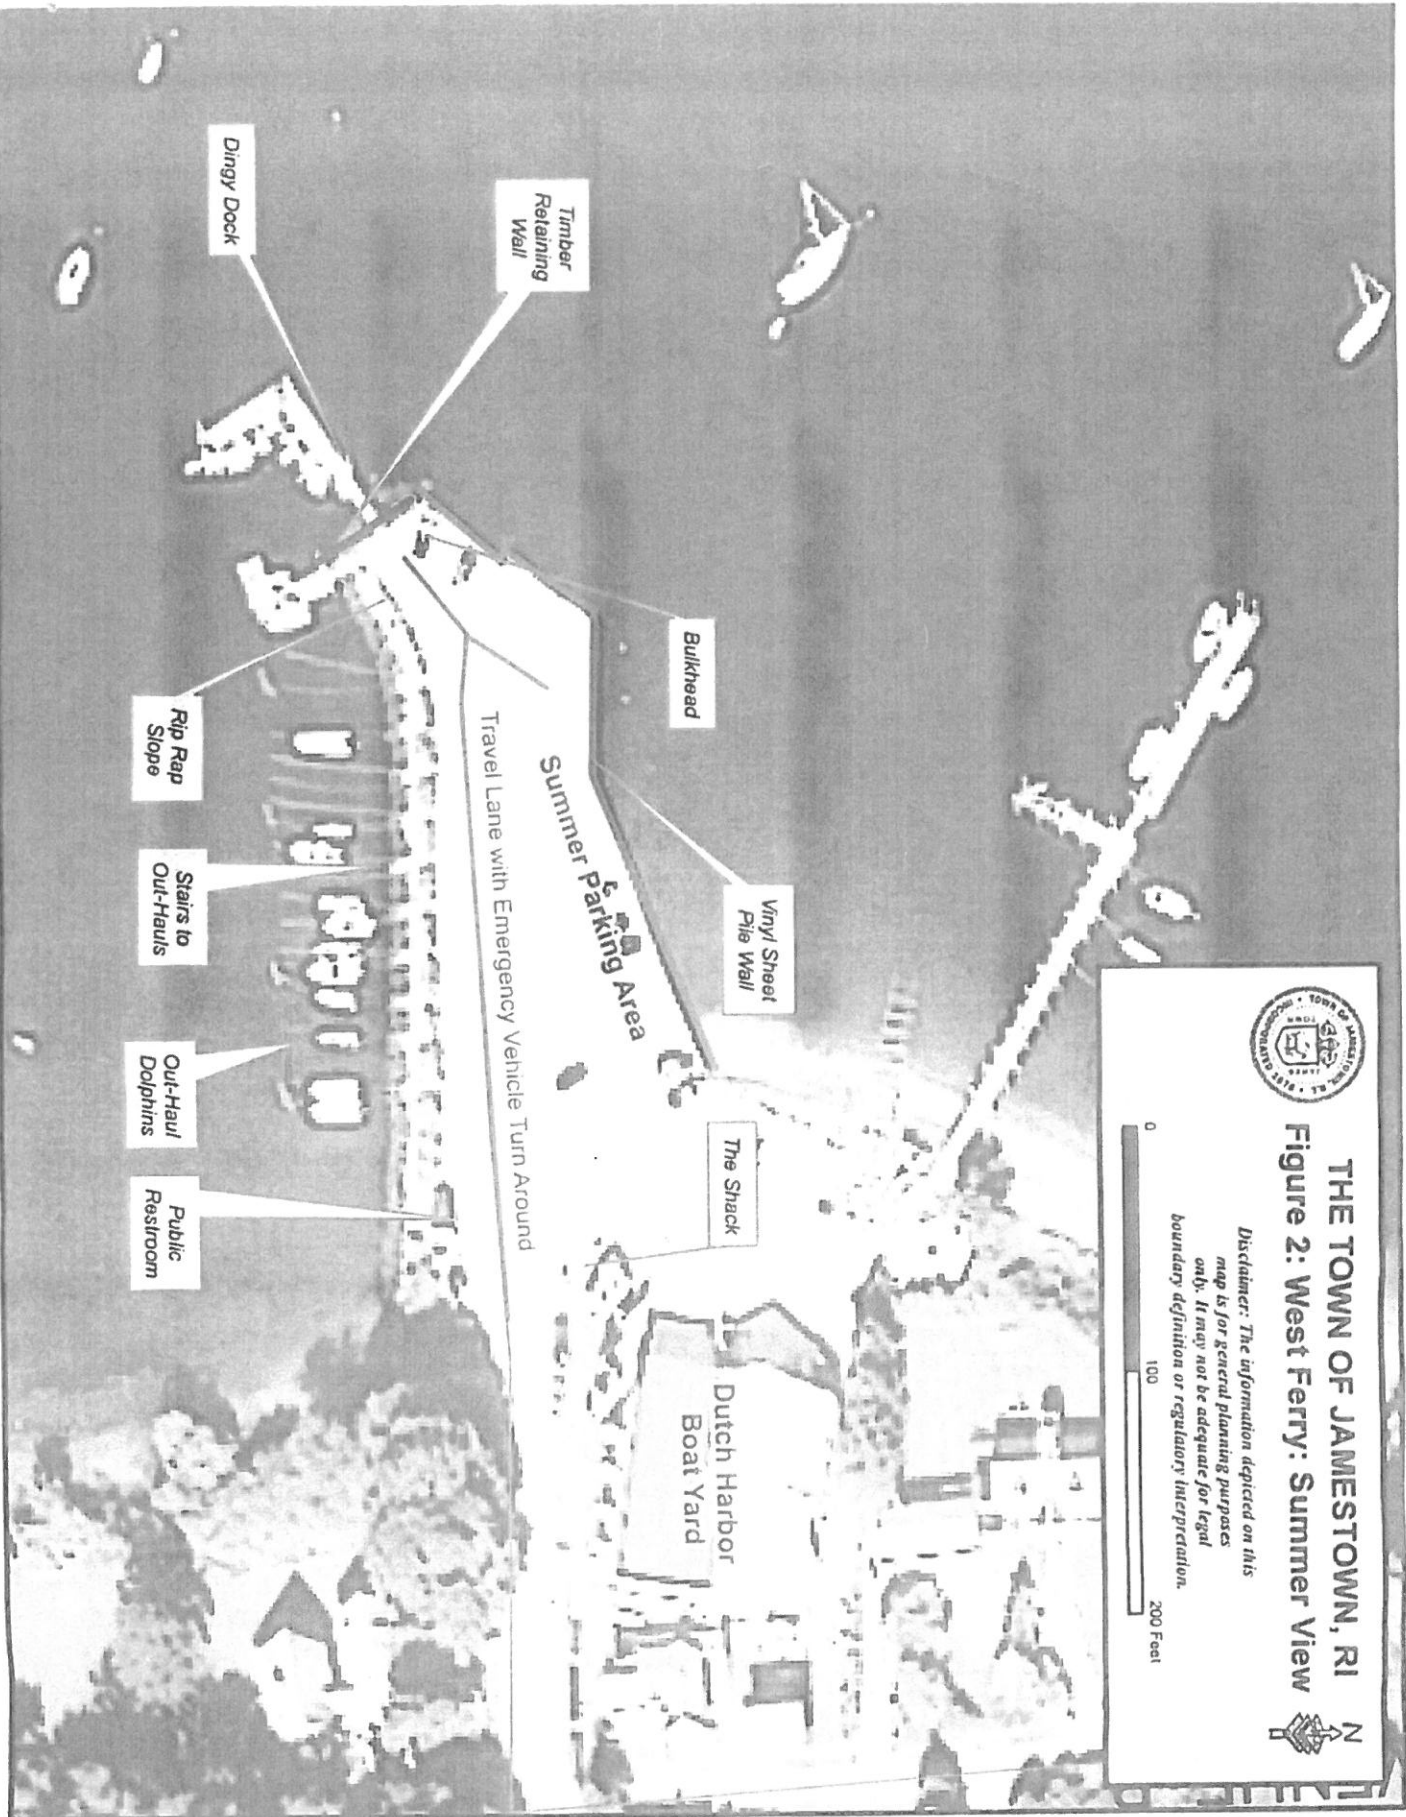 THE TOWN OF JAMESTOWN, RI
Figure 2: West Ferry: Summer View
N
Disclaimer: The information depicted on this
map is for general planning purposes
only. It may not be adequate for legal
boundary definition or regulatory interpretation.
0
100
200 Feet
TOWN OF JAMESTOWN, R.I.
Vinyl Sheet
Pile Wall
The Shack
Bulkhead
Dutch Harbor
Boat Yard
Timber
Retaining
Wall
Summer Parking Area
Travel Lane with Emergency Vehicle Turn Around
Dingy Dock
Rip Rap
Slope
Stairs to
Out-Hauls
Out-Haul
Dolphins
Public
Restroom